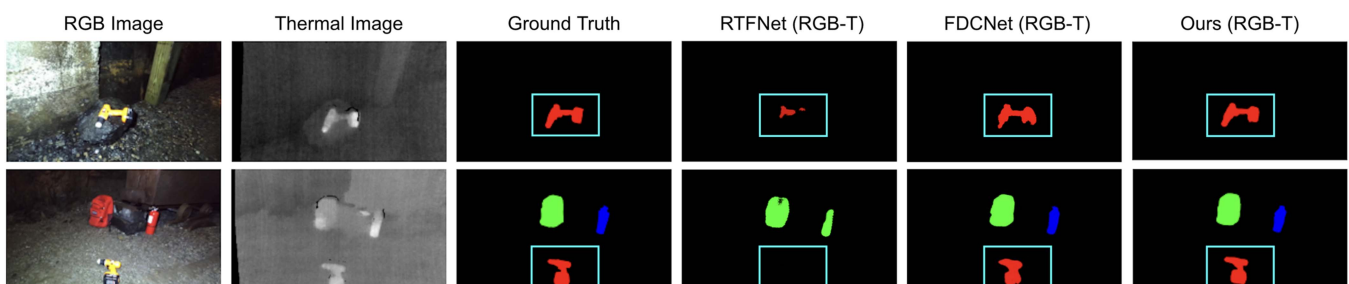 RGB Image
Thermal Image
Ground Truth
RTFNet (RGB-T)
FDCNet (RGB-T)
Ours (RGB-T)